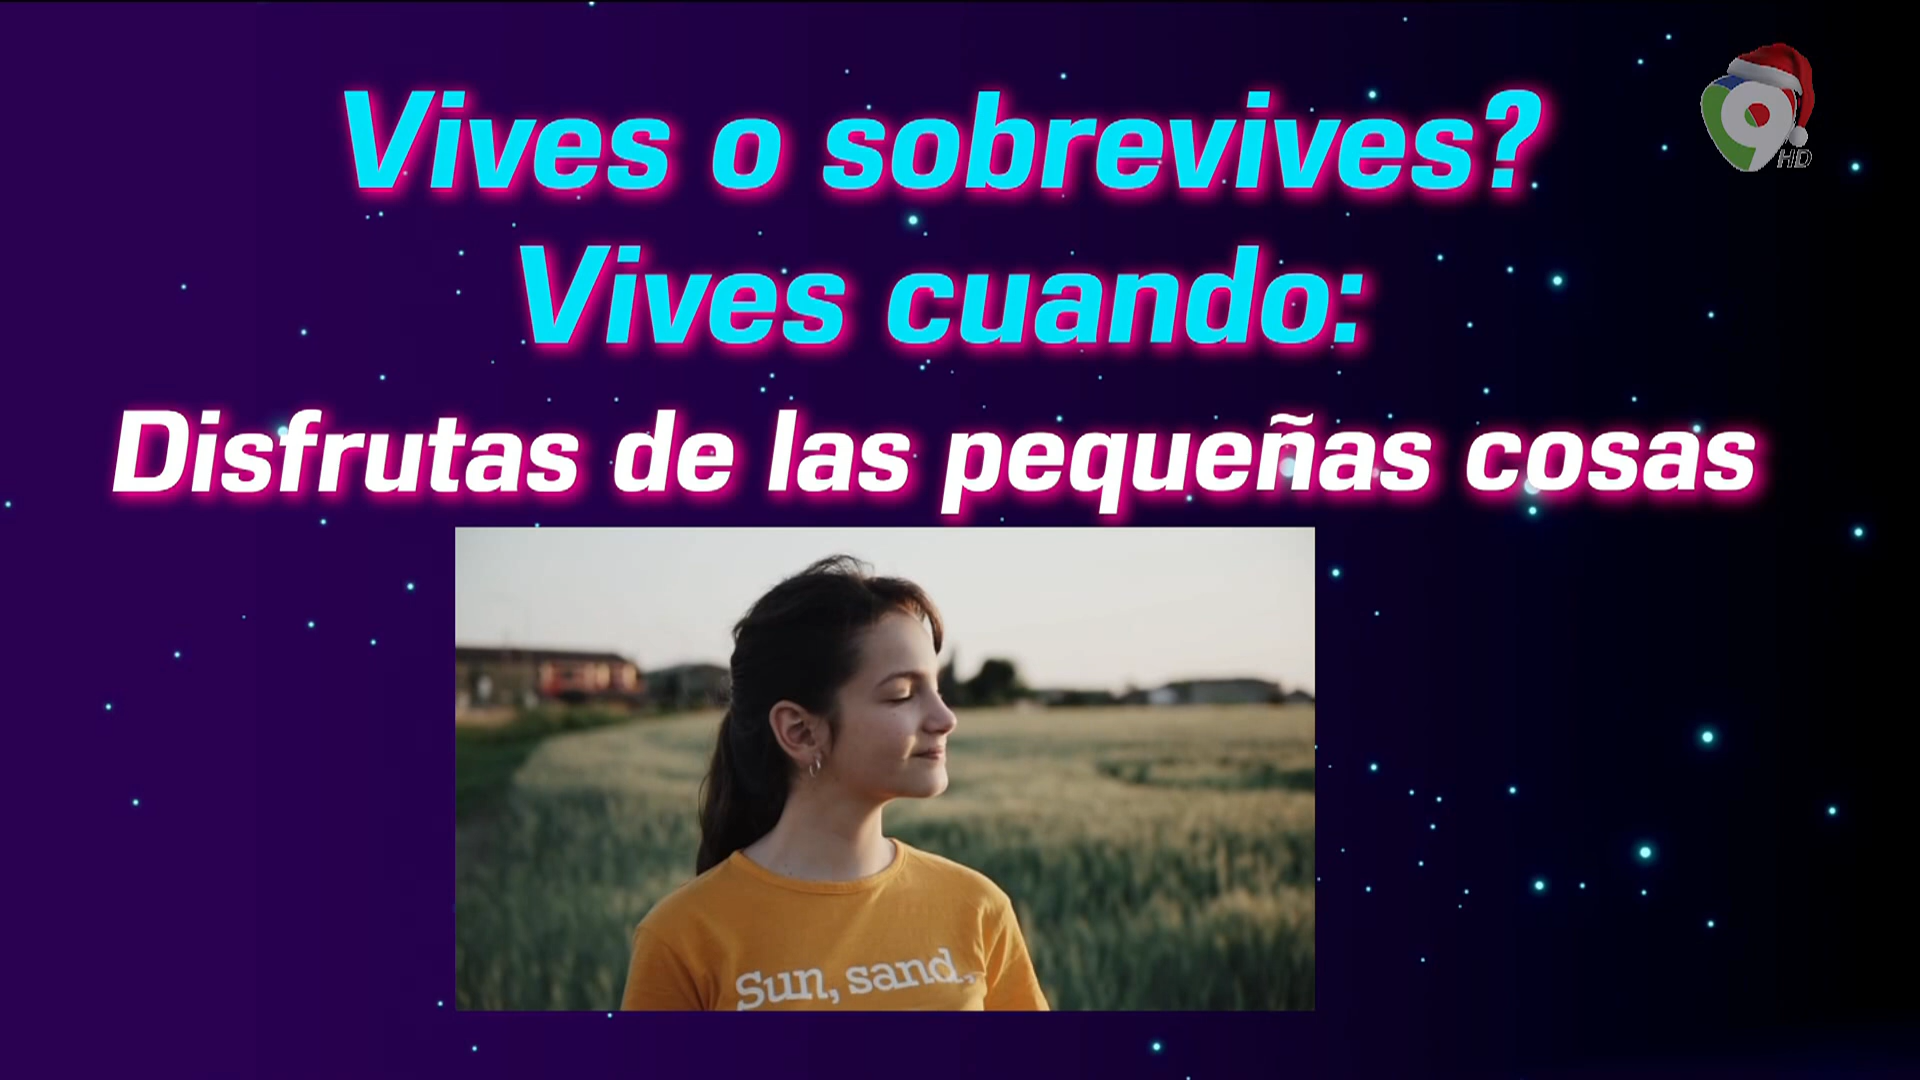 Vives o sobrevives?
Vives cuando:
Disfrutas de las pequeñas cosas
Sun, sand,
9
HD